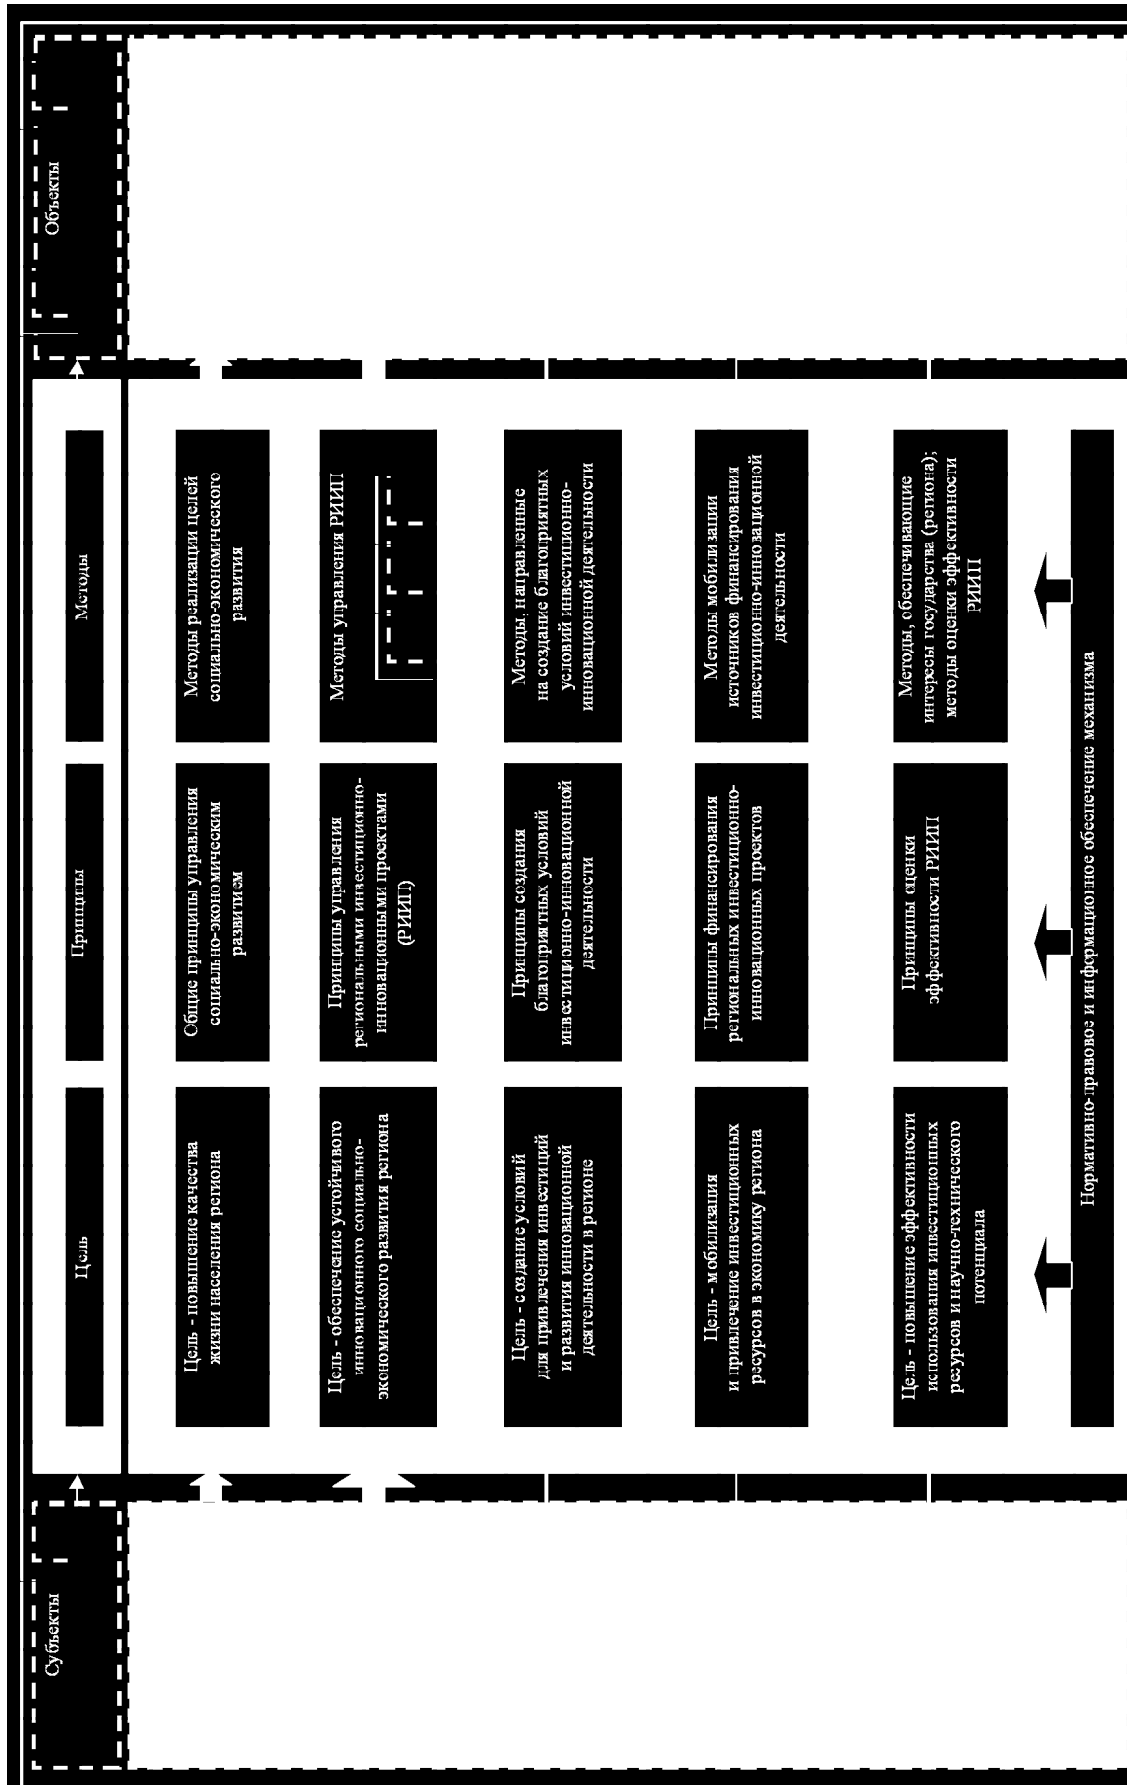 Субъекты
Цель
Принципы
Методы
Объекты
Цель - повышение качества
жизни населения региона
Общие принципы управления
социально-экономическим
развитием
Методы реализации целей
социально-экономического
развития
Цель - обеспечение устойчивого
инновационного социально-
экономического развития региона
Принципы управления
региональными инвестиционно-
инновационными проектами
(РИИП)
Методы управления РИИП
Цель - создание условий
для привлечения инвестиций
и развития инновационной
деятельности в регионе
Принципы создания
благоприятных условий
инвестиционно-инновационной
деятельности
Методы, направленные
на создание благоприятных
условий инвестиционно-
инновационной деятельности
Цель - мобилизация
и привлечение инвестиционных
ресурсов в экономику региона
Принципы финансирования
региональных инвестиционно-
инновационных проектов
Методы мобилизации
источников финансирования
инвестиционно-инновационной
деятельности
Цель - повышение эффективности
использования инвестиционных
ресурсов и научно-технического
потенциала
Принципы оценки
эффективности РИИП
Методы, обеспечивающие
интересы государства (региона);
методы оценки эффективности
РИИП
Нормативно-правовое и информационное обеспечение механизма